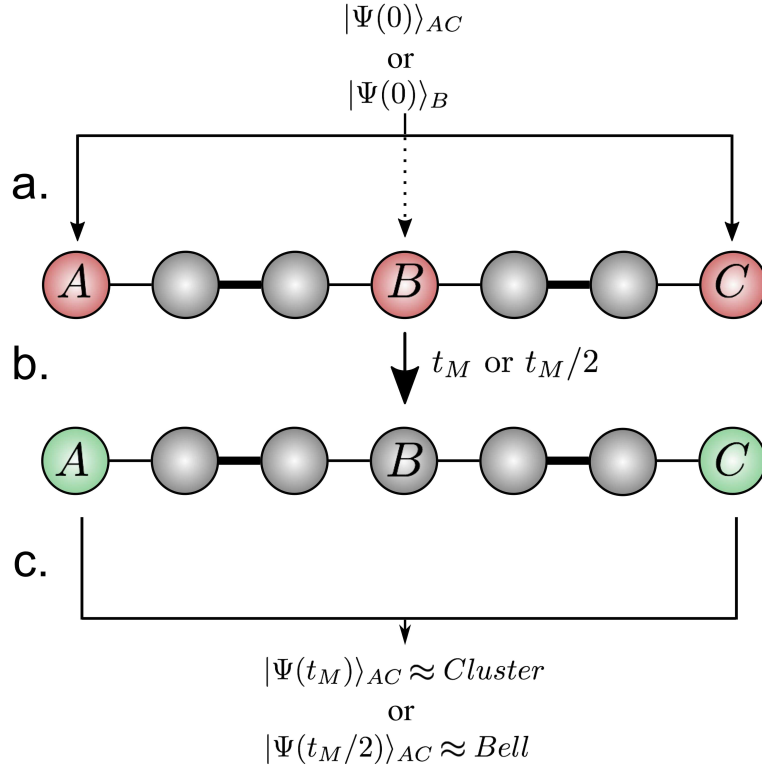 |Ψ(0)⟩_{AC}
or
|Ψ(0)⟩_B
a.
A B C
b.
t_M or t_M/2
A B C
c.
|Ψ(t_M)⟩_{AC} ≈ Cluster
or
|Ψ(t_M/2)⟩_{AC} ≈ Bell